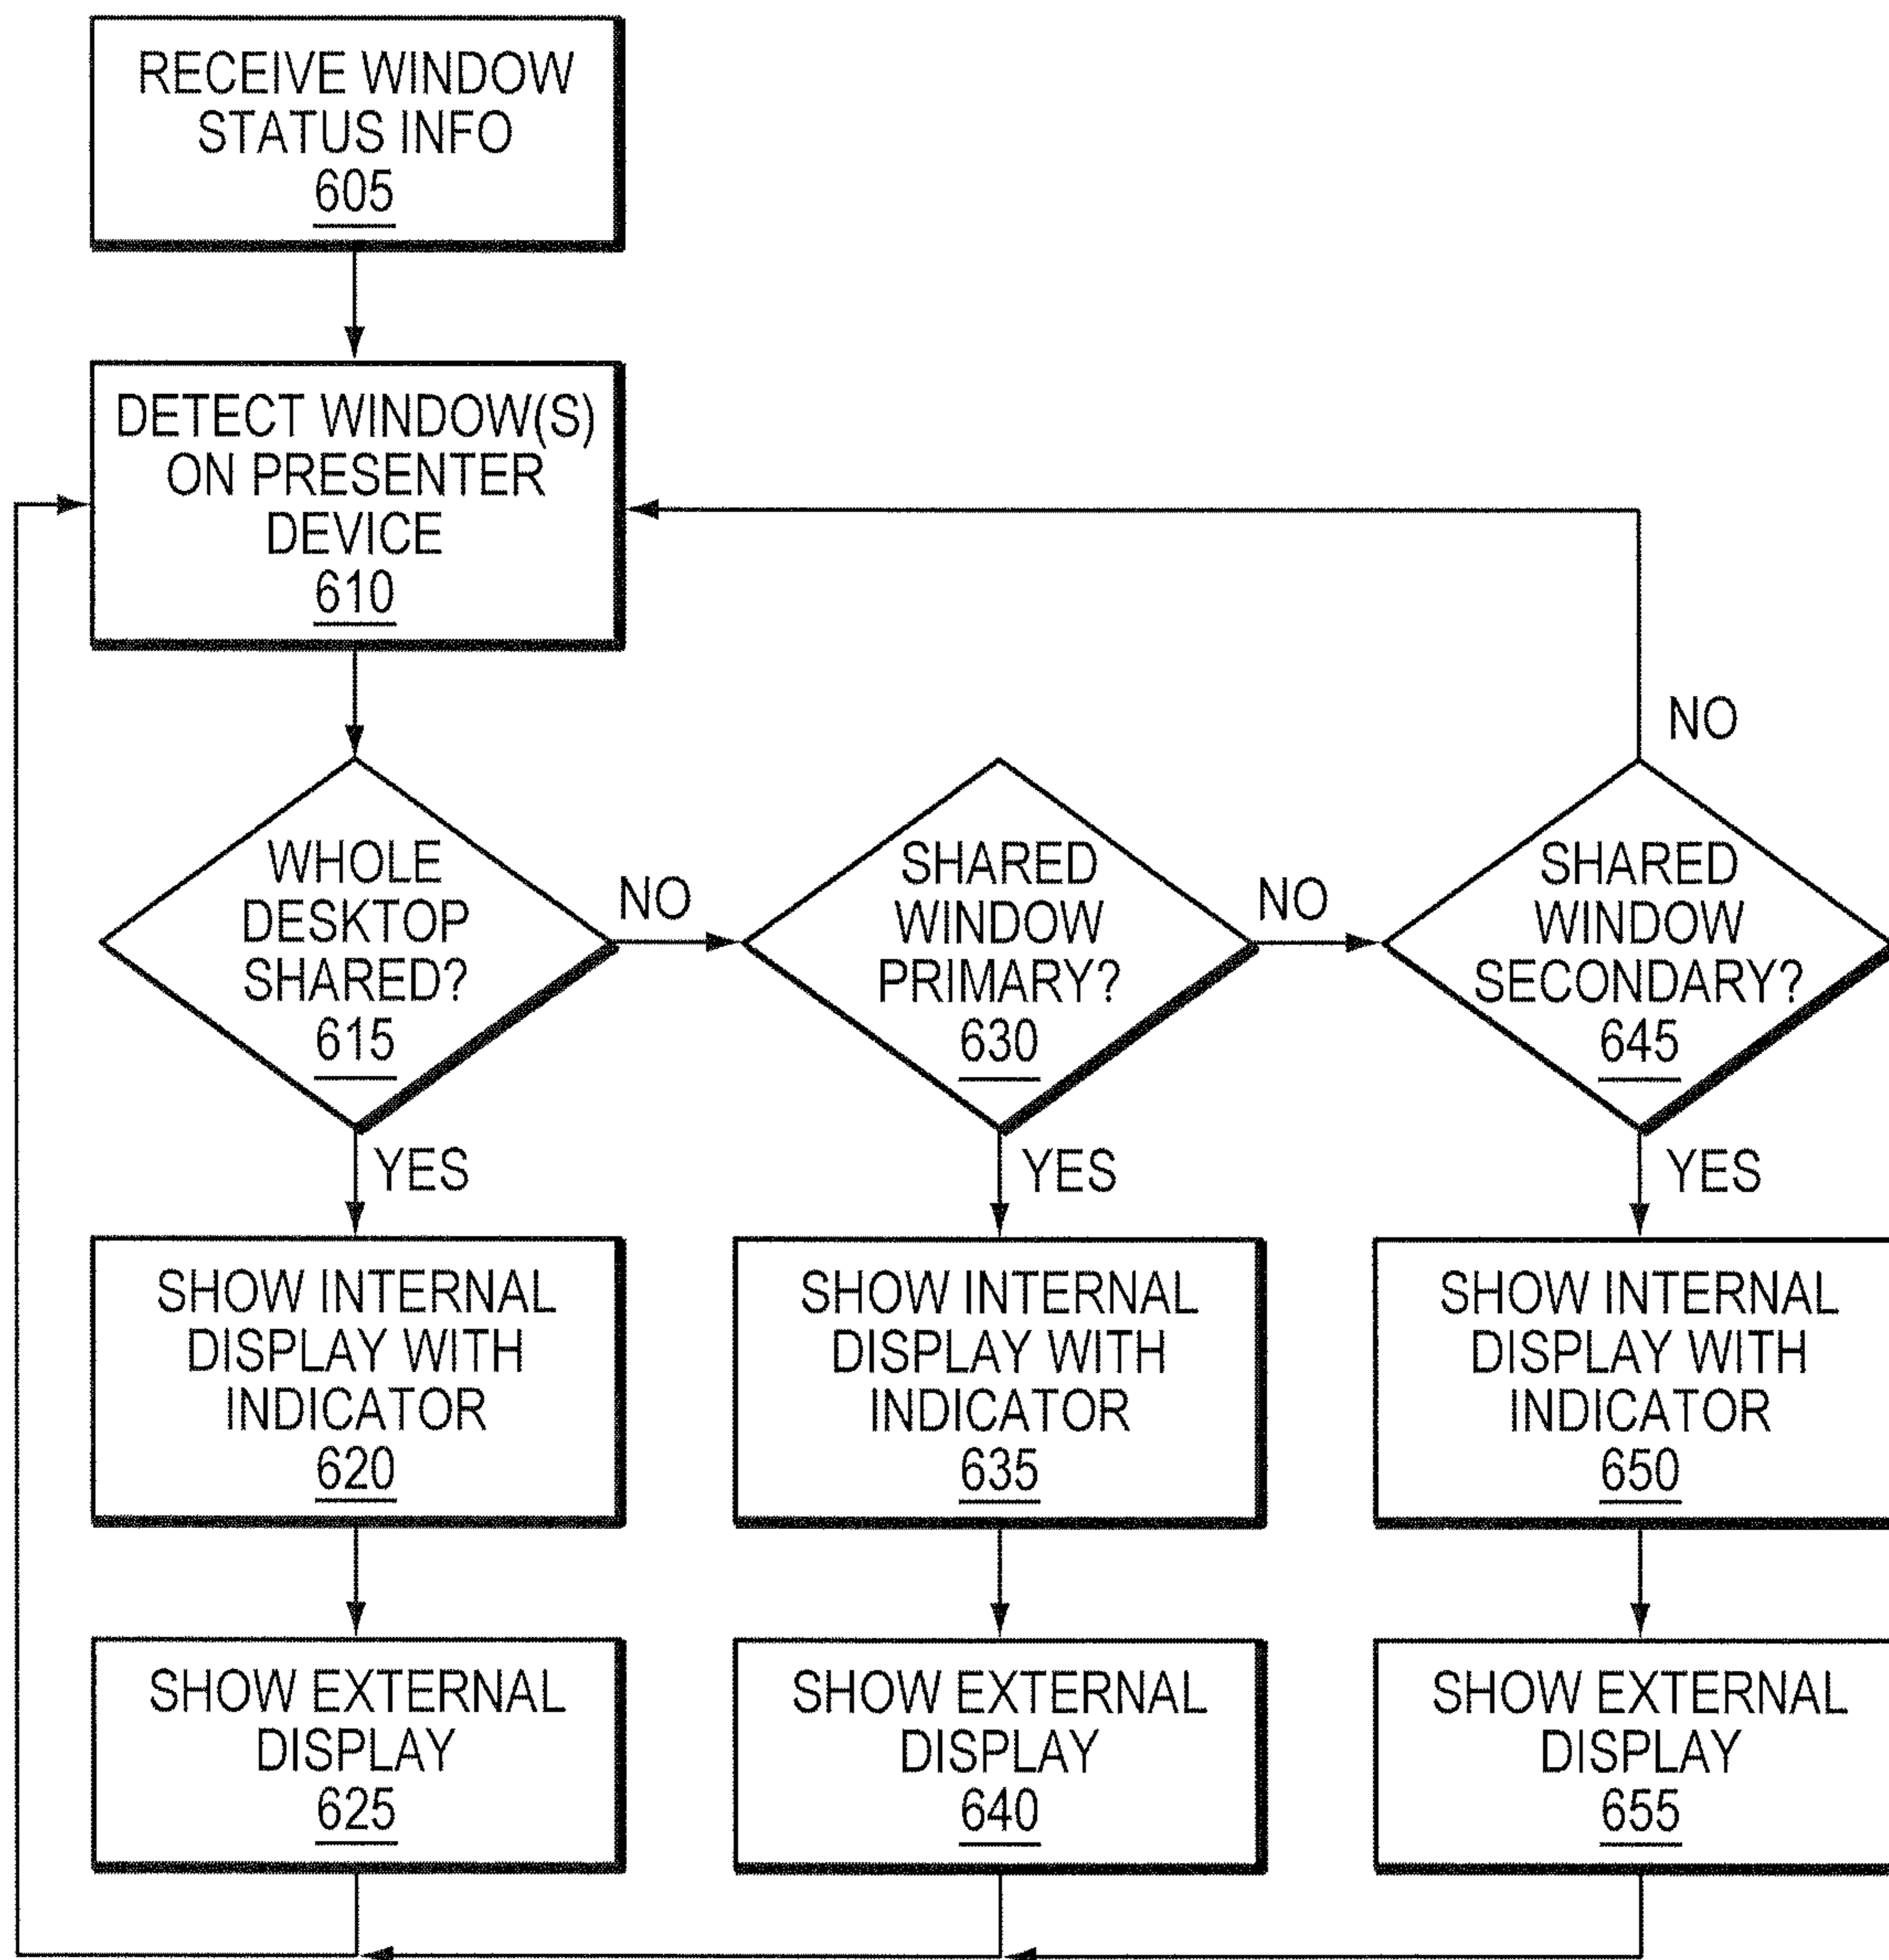 RECEIVE WINDOW
STATUS INFO
605
DETECT WINDOW(S)
ON PRESENTER
DEVICE
610
WHOLE
DESKTOP
SHARED?
615
NO
YES
SHARED
WINDOW
PRIMARY?
630
NO
YES
SHARED
WINDOW
SECONDARY?
645
NO
YES
SHOW INTERNAL
DISPLAY WITH
INDICATOR
620
SHOW INTERNAL
DISPLAY WITH
INDICATOR
635
SHOW INTERNAL
DISPLAY WITH
INDICATOR
650
SHOW EXTERNAL
DISPLAY
625
SHOW EXTERNAL
DISPLAY
640
SHOW EXTERNAL
DISPLAY
655